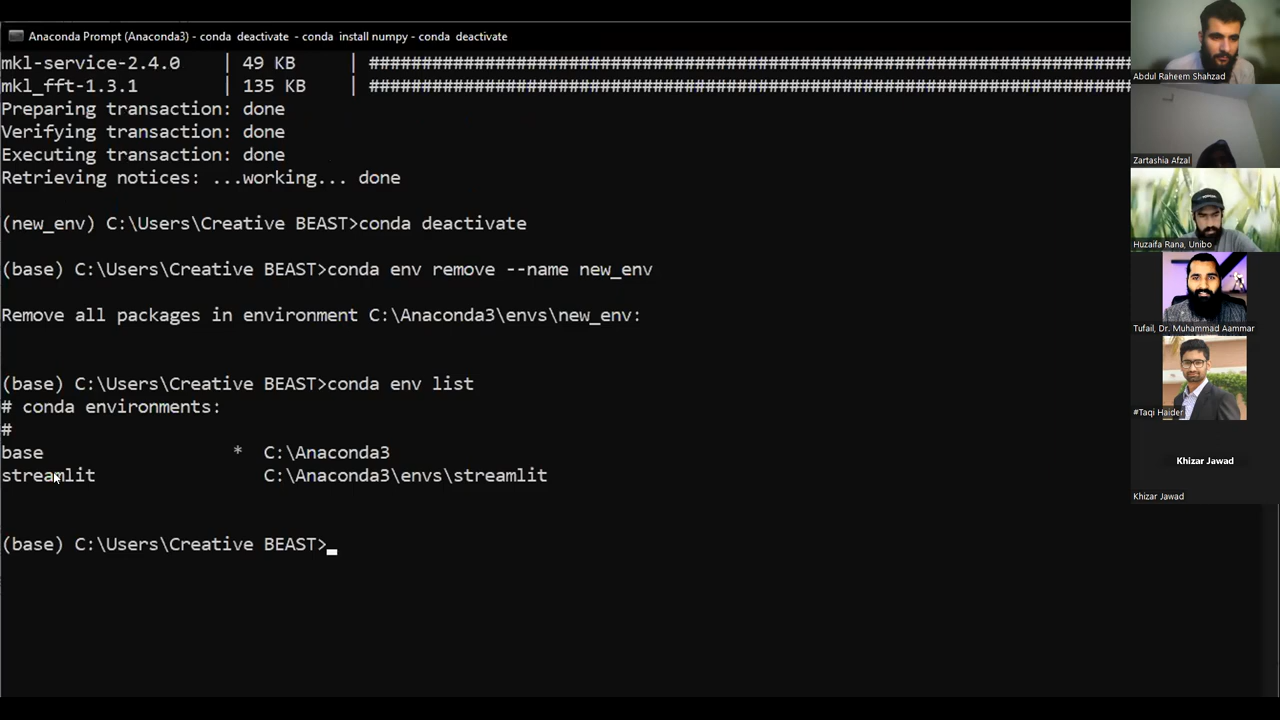 Anaconda Prompt (Anaconda3) - conda deactivate - conda install numpy - conda deactivate
mkl-service-2.4.0 | 49 KB | ##########################################################################
mkl_fft-1.3.1 | 135 KB | ##########################################################################
Preparing transaction: done
Verifying transaction: done
Executing transaction: done
Retrieving notices: ...working... done
(new_env) C:\Users\Creative BEAST>conda deactivate
(base) C:\Users\Creative BEAST>conda env remove --name new_env
Remove all packages in environment C:\Anaconda3\envs\new_env:
(base) C:\Users\Creative BEAST>conda env list
# conda environments:
#
base * C:\Anaconda3
streamlit C:\Anaconda3\envs\streamlit
(base) C:\Users\Creative BEAST>
Abdul Raheem Shahzad
Zartashia Afzal
Huzaifa Rana, Unibo
Tufail, Dr. Muhammad Aammar
#Taqi Haider
Khizar Jawad
Khizar Jawad